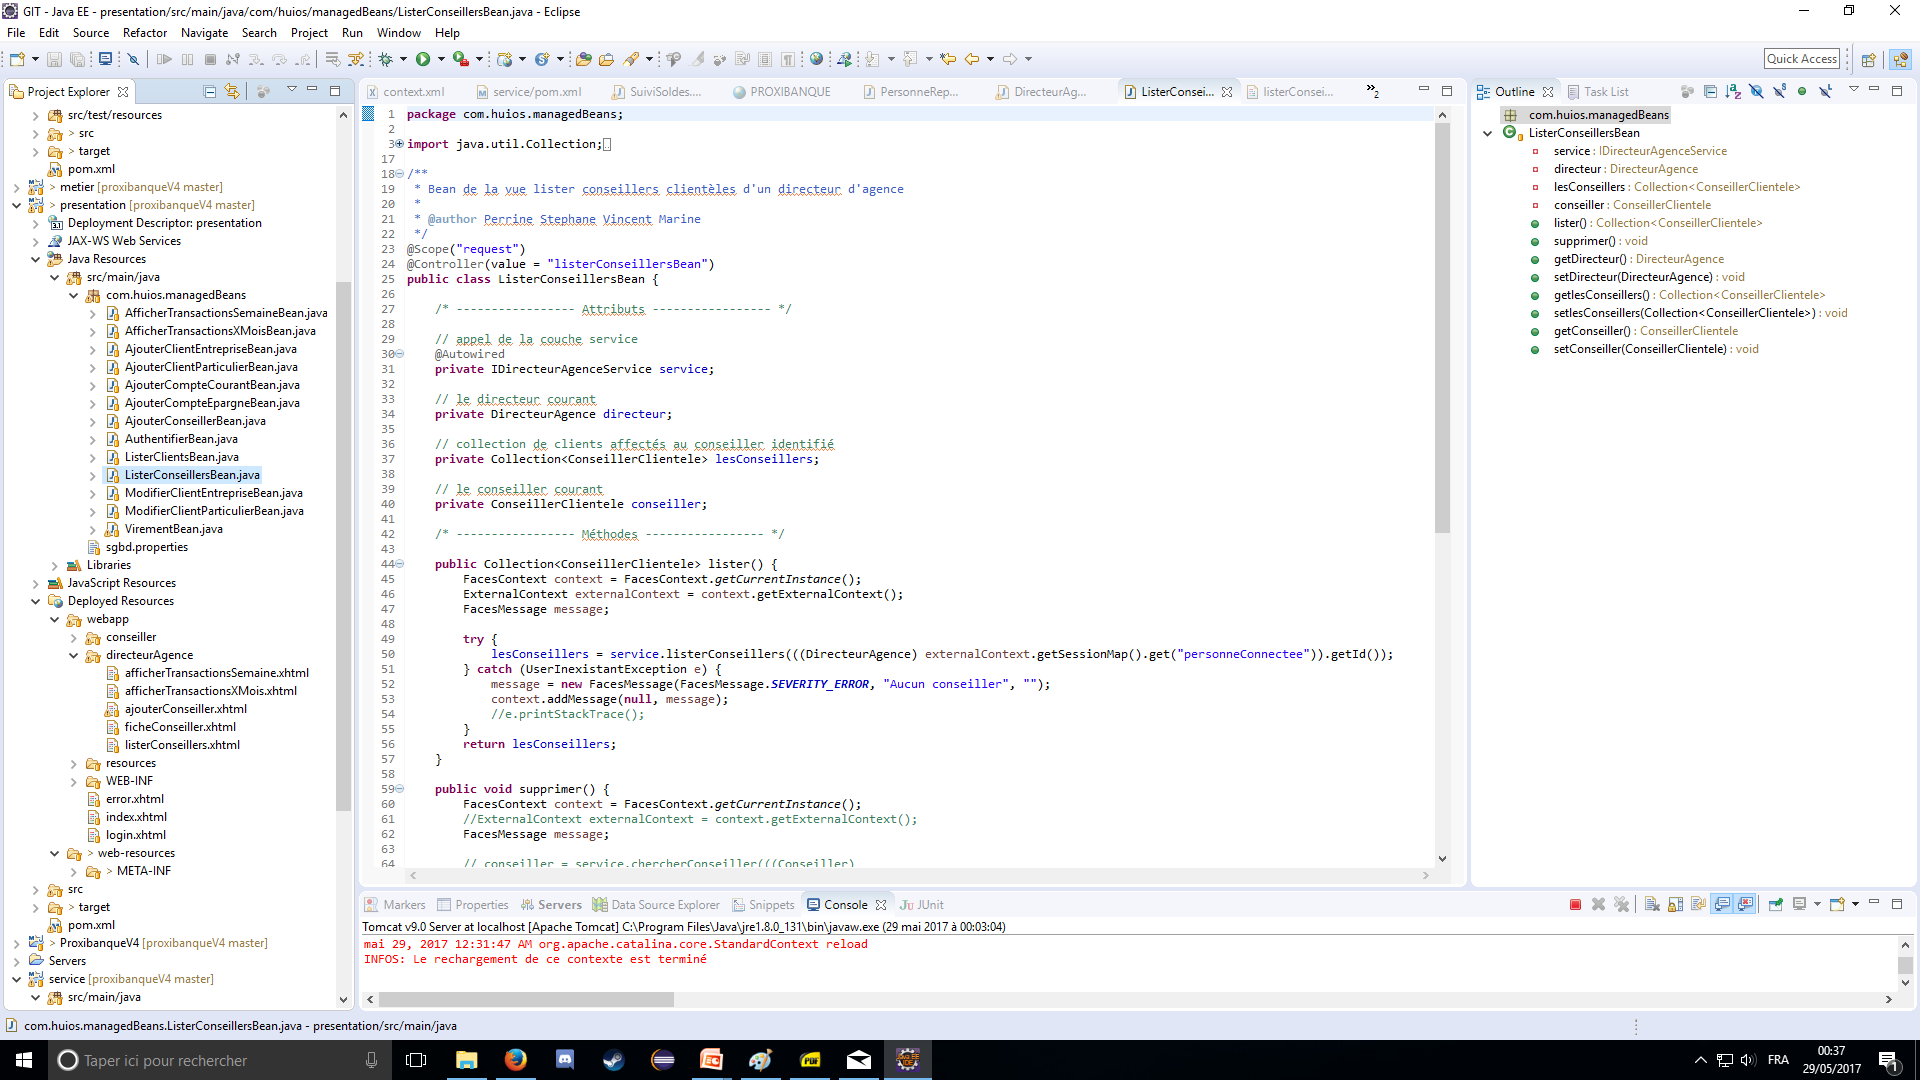 GIT - Java EE - presentation/src/main/java/com/huios/managedBeans/ListerConseillersBean.java - Eclipse
File Edit Source Refactor Navigate Search Project Run Window Help
Quick Access
Project Explorer
src/test/resources
> src
> target
pom.xml
> metier [proxibanqueV4 master]
> presentation [proxibanqueV4 master]
Deployment Descriptor: presentation
JAX-WS Web Services
Java Resources
src/main/java
com.huios.managedBeans
AfficherTransactionsSemaineBean.java
AfficherTransactionsXMoisBean.java
AjouterClientEntrepriseBean.java
AjouterClientParticulierBean.java
AjouterCompteCourantBean.java
AjouterCompteEpargneBean.java
AjouterConseillerBean.java
AuthentifierBean.java
ListerClientsBean.java
ListerConseillersBean.java
ModifierClientEntrepriseBean.java
ModifierClientParticulierBean.java
VirementBean.java
sgbd.properties
Libraries
JavaScript Resources
Deployed Resources
webapp
conseiller
directeurAgence
afficherTransactionsSemaine.xhtml
afficherTransactionsXMois.xhtml
ajouterConseiller.xhtml
ficheConseiller.xhtml
listerConseillers.xhtml
resources
WEB-INF
error.xhtml
index.xhtml
login.xhtml
> web-resources
> META-INF
src
> target
pom.xml
> ProxibanqueV4 [proxibanqueV4 master]
Servers
service [proxibanqueV4 master]
src/main/java
context.xml service/pom.xml SuiviSoldes.... PROXIBANQUE PersonneRep... DirecteurAg... ListerConsei... listerConsei... »2
1 package com.huios.managedBeans;
2
3 import java.util.Collection;
17
18 /**
19 * Bean de la vue lister conseillers clientèles d'un directeur d'agence
20 *
21 * @author Perrine Stephane Vincent Marine
22 */
23 @Scope("request")
24 @Controller(value = "listerConseillersBean")
25 public class ListerConseillersBean {
26
27 /* ----------------- Attributs ----------------- */
28
29 // appel de la couche service
30 @Autowired
31 private IDirecteurAgenceService service;
32
33 // le directeur courant
34 private DirecteurAgence directeur;
35
36 // collection de clients affectés au conseiller identifié
37 private Collection<ConseillerClientele> lesConseillers;
38
39 // le conseiller courant
40 private ConseillerClientele conseiller;
41
42 /* ----------------- Méthodes ----------------- */
43
44 public Collection<ConseillerClientele> lister() {
45 FacesContext context = FacesContext.getCurrentInstance();
46 ExternalContext externalContext = context.getExternalContext();
47 FacesMessage message;
48
49 try {
50 lesConseillers = service.listerConseillers(((DirecteurAgence) externalContext.getSessionMap().get("personneConnectee")).getId());
51 } catch (UserInexistantException e) {
52 message = new FacesMessage(FacesMessage.SEVERITY_ERROR, "Aucun conseiller", "");
53 context.addMessage(null, message);
54 //e.printStackTrace();
55 }
56 return lesConseillers;
57 }
58
59 public void supprimer() {
60 FacesContext context = FacesContext.getCurrentInstance();
61 //ExternalContext externalContext = context.getExternalContext();
62 FacesMessage message;
63
64 // conseiller = service.chercherConseiller(((Conseiller)
Outline Task List
com.huios.managedBeans
ListerConseillersBean
service : IDirecteurAgenceService
directeur : DirecteurAgence
lesConseillers : Collection<ConseillerClientele>
conseiller : ConseillerClientele
lister() : Collection<ConseillerClientele>
supprimer() : void
getDirecteur() : DirecteurAgence
setDirecteur(DirecteurAgence) : void
getlesConseillers() : Collection<ConseillerClientele>
setlesConseillers(Collection<ConseillerClientele>) : void
getConseiller() : ConseillerClientele
setConseiller(ConseillerClientele) : void
Markers Properties Servers Data Source Explorer Snippets Console JUnit
Tomcat v9.0 Server at localhost [Apache Tomcat] C:\Program Files\Java\jre1.8.0_131\bin\javaw.exe (29 mai 2017 à 00:03:04)
mai 29, 2017 12:31:47 AM org.apache.catalina.core.StandardContext reload
INFOS: Le rechargement de ce contexte est terminé
com.huios.managedBeans.ListerConseillersBean.java - presentation/src/main/java
Taper ici pour rechercher
FRA
00:37
29/05/2017
1